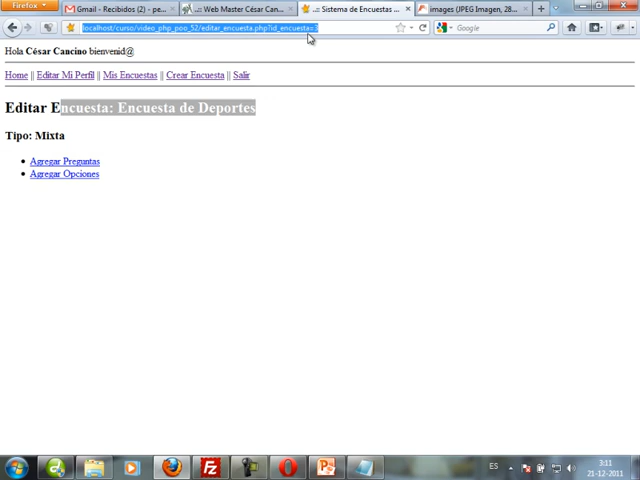 Firefox
Gmail - Recibidos (2) - pe...
.:: Web Master César Can...
.:: Sistema de Encuestas ...
images (JPEG Imagen, 28...
localhost/curso/video_php_poo_52/editar_encuesta.php?id_encuesta=3
Google
Hola César Cancino bienvenid@
Home || Editar Mi Perfil || Mis Encuestas || Crear Encuesta || Salir
Editar Encuesta: Encuesta de Deportes
Tipo: Mixta
Agregar Preguntas
Agregar Opciones
ES
3:11
21-12-2011